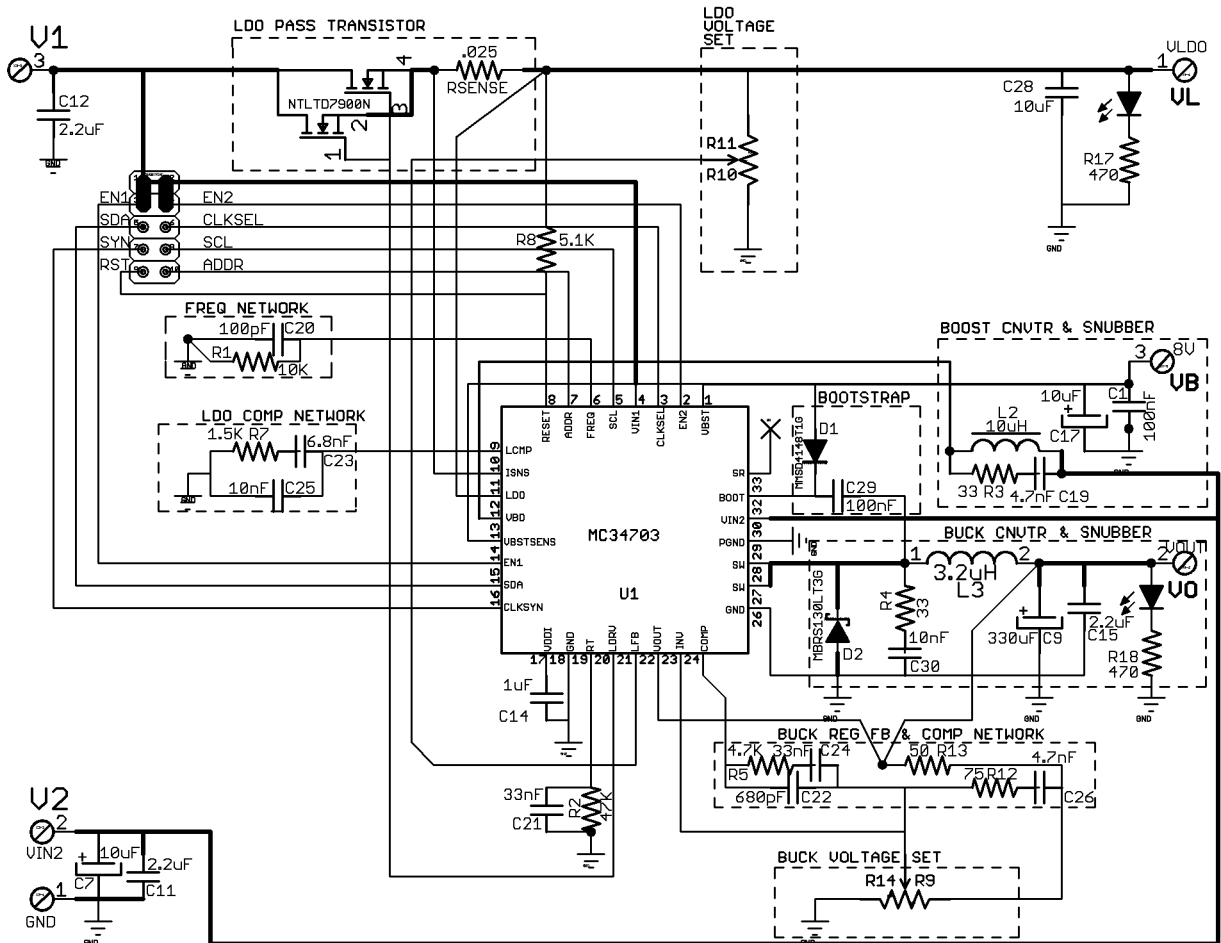 V1
3
C12
2.2uF
GND
LDO PASS TRANSISTOR
NTLTD7900N
4
3
2
1
.025
RSENSE
LDO
VOLTAGE
SET
R11
R10
VLDO
1
VL
C28
10uF
R17
470
GND
EN1
EN2
SDA
CLKSEL
SYN
SCL
RST
ADDR
R8
5.1K
FREQ NETWORK
100pF
C20
R1
10K
LDO COMP NETWORK
1.5K
R7
6.8nF
C23
10nF
C25
BOOST CNVTR & SNUBBER
3
8V
VB
10uF
C17
C1
100nF
L2
10uH
33
R3
4.7nF
C19
GND
BOOTSTRAP
D1
MMSD4148T1G
C29
100nF
8
7
6
5
4
3
2
1
RESET
ADDR
FREQ
SCL
VIN1
CLKSEL
EN2
VBST
9
LCMP
10
ISNS
11
LDO
12
VBD
13
VBSTSENS
14
EN1
15
SDA
16
CLKSYN
MC34703
U1
SR
33
BOOT
32
VIN2
30
PGND
29
SW
28
SW
27
GND
26
17
VDDI
18
GND
19
RT
20
LDRV
21
LFB
22
VOUT
23
INV
24
COMP
GND
BUCK CNVTR & SNUBBER
1
2
3.2uH
L3
2
VOUT
VO
MBRS130LT3G
D2
R4
33
10nF
C30
330uF
C9
2.2uF
C15
R18
470
GND
GND
GND
1uF
C14
33nF
C21
R2
47K
BUCK REG FB & COMP NETWORK
4.7K
R5
33nF
C24
680pF
C22
50
R13
75
R12
4.7nF
C26
BUCK VOLTAGE SET
R14
R9
GND
V2
2
VIN2
10uF
C7
2.2uF
C11
1
GND
GND